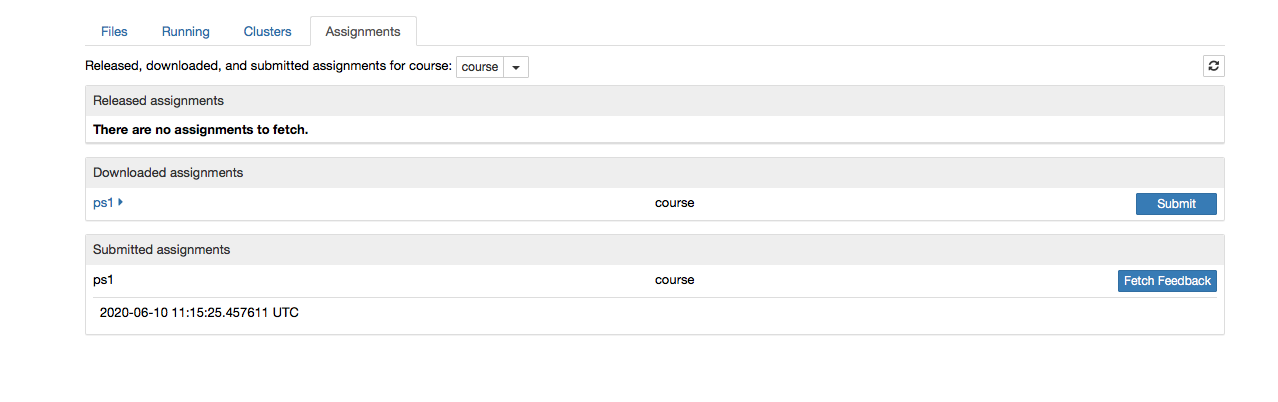 Files Running Clusters Assignments
Released, downloaded, and submitted assignments for course: course
Released assignments
There are no assignments to fetch.
Downloaded assignments
ps1 course Submit
Submitted assignments
ps1 course Fetch Feedback
2020-06-10 11:15:25.457611 UTC